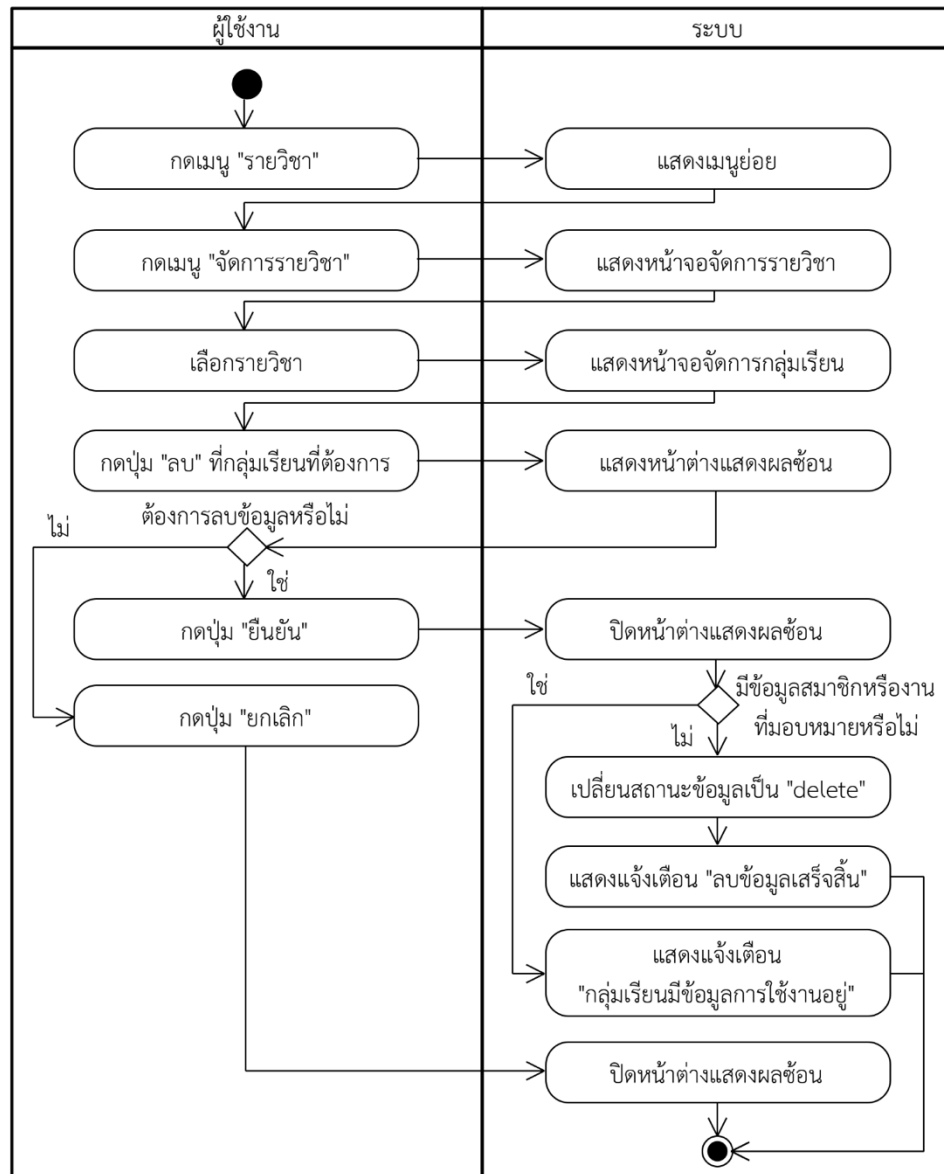 ผู้ใช้งาน
ระบบ
กดเมนู "รายวิชา"
แสดงเมนูย่อย
กดเมนู "จัดการรายวิชา"
แสดงหน้าจอจัดการรายวิชา
เลือกรายวิชา
แสดงหน้าจอจัดการกลุ่มเรียน
กดปุ่ม "ลบ" ที่กลุ่มเรียนที่ต้องการ
แสดงหน้าต่างแสดงผลซ้อน
ต้องการลบข้อมูลหรือไม่
ไม่
ใช่
กดปุ่ม "ยืนยัน"
ปิดหน้าต่างแสดงผลซ้อน
ใช่
มีข้อมูลสมาชิกหรืองาน
ที่มอบหมายหรือไม่
กดปุ่ม "ยกเลิก"
ไม่
เปลี่ยนสถานะข้อมูลเป็น "delete"
แสดงแจ้งเตือน "ลบข้อมูลเสร็จสิ้น"
แสดงแจ้งเตือน
"กลุ่มเรียนมีข้อมูลการใช้งานอยู่"
ปิดหน้าต่างแสดงผลซ้อน